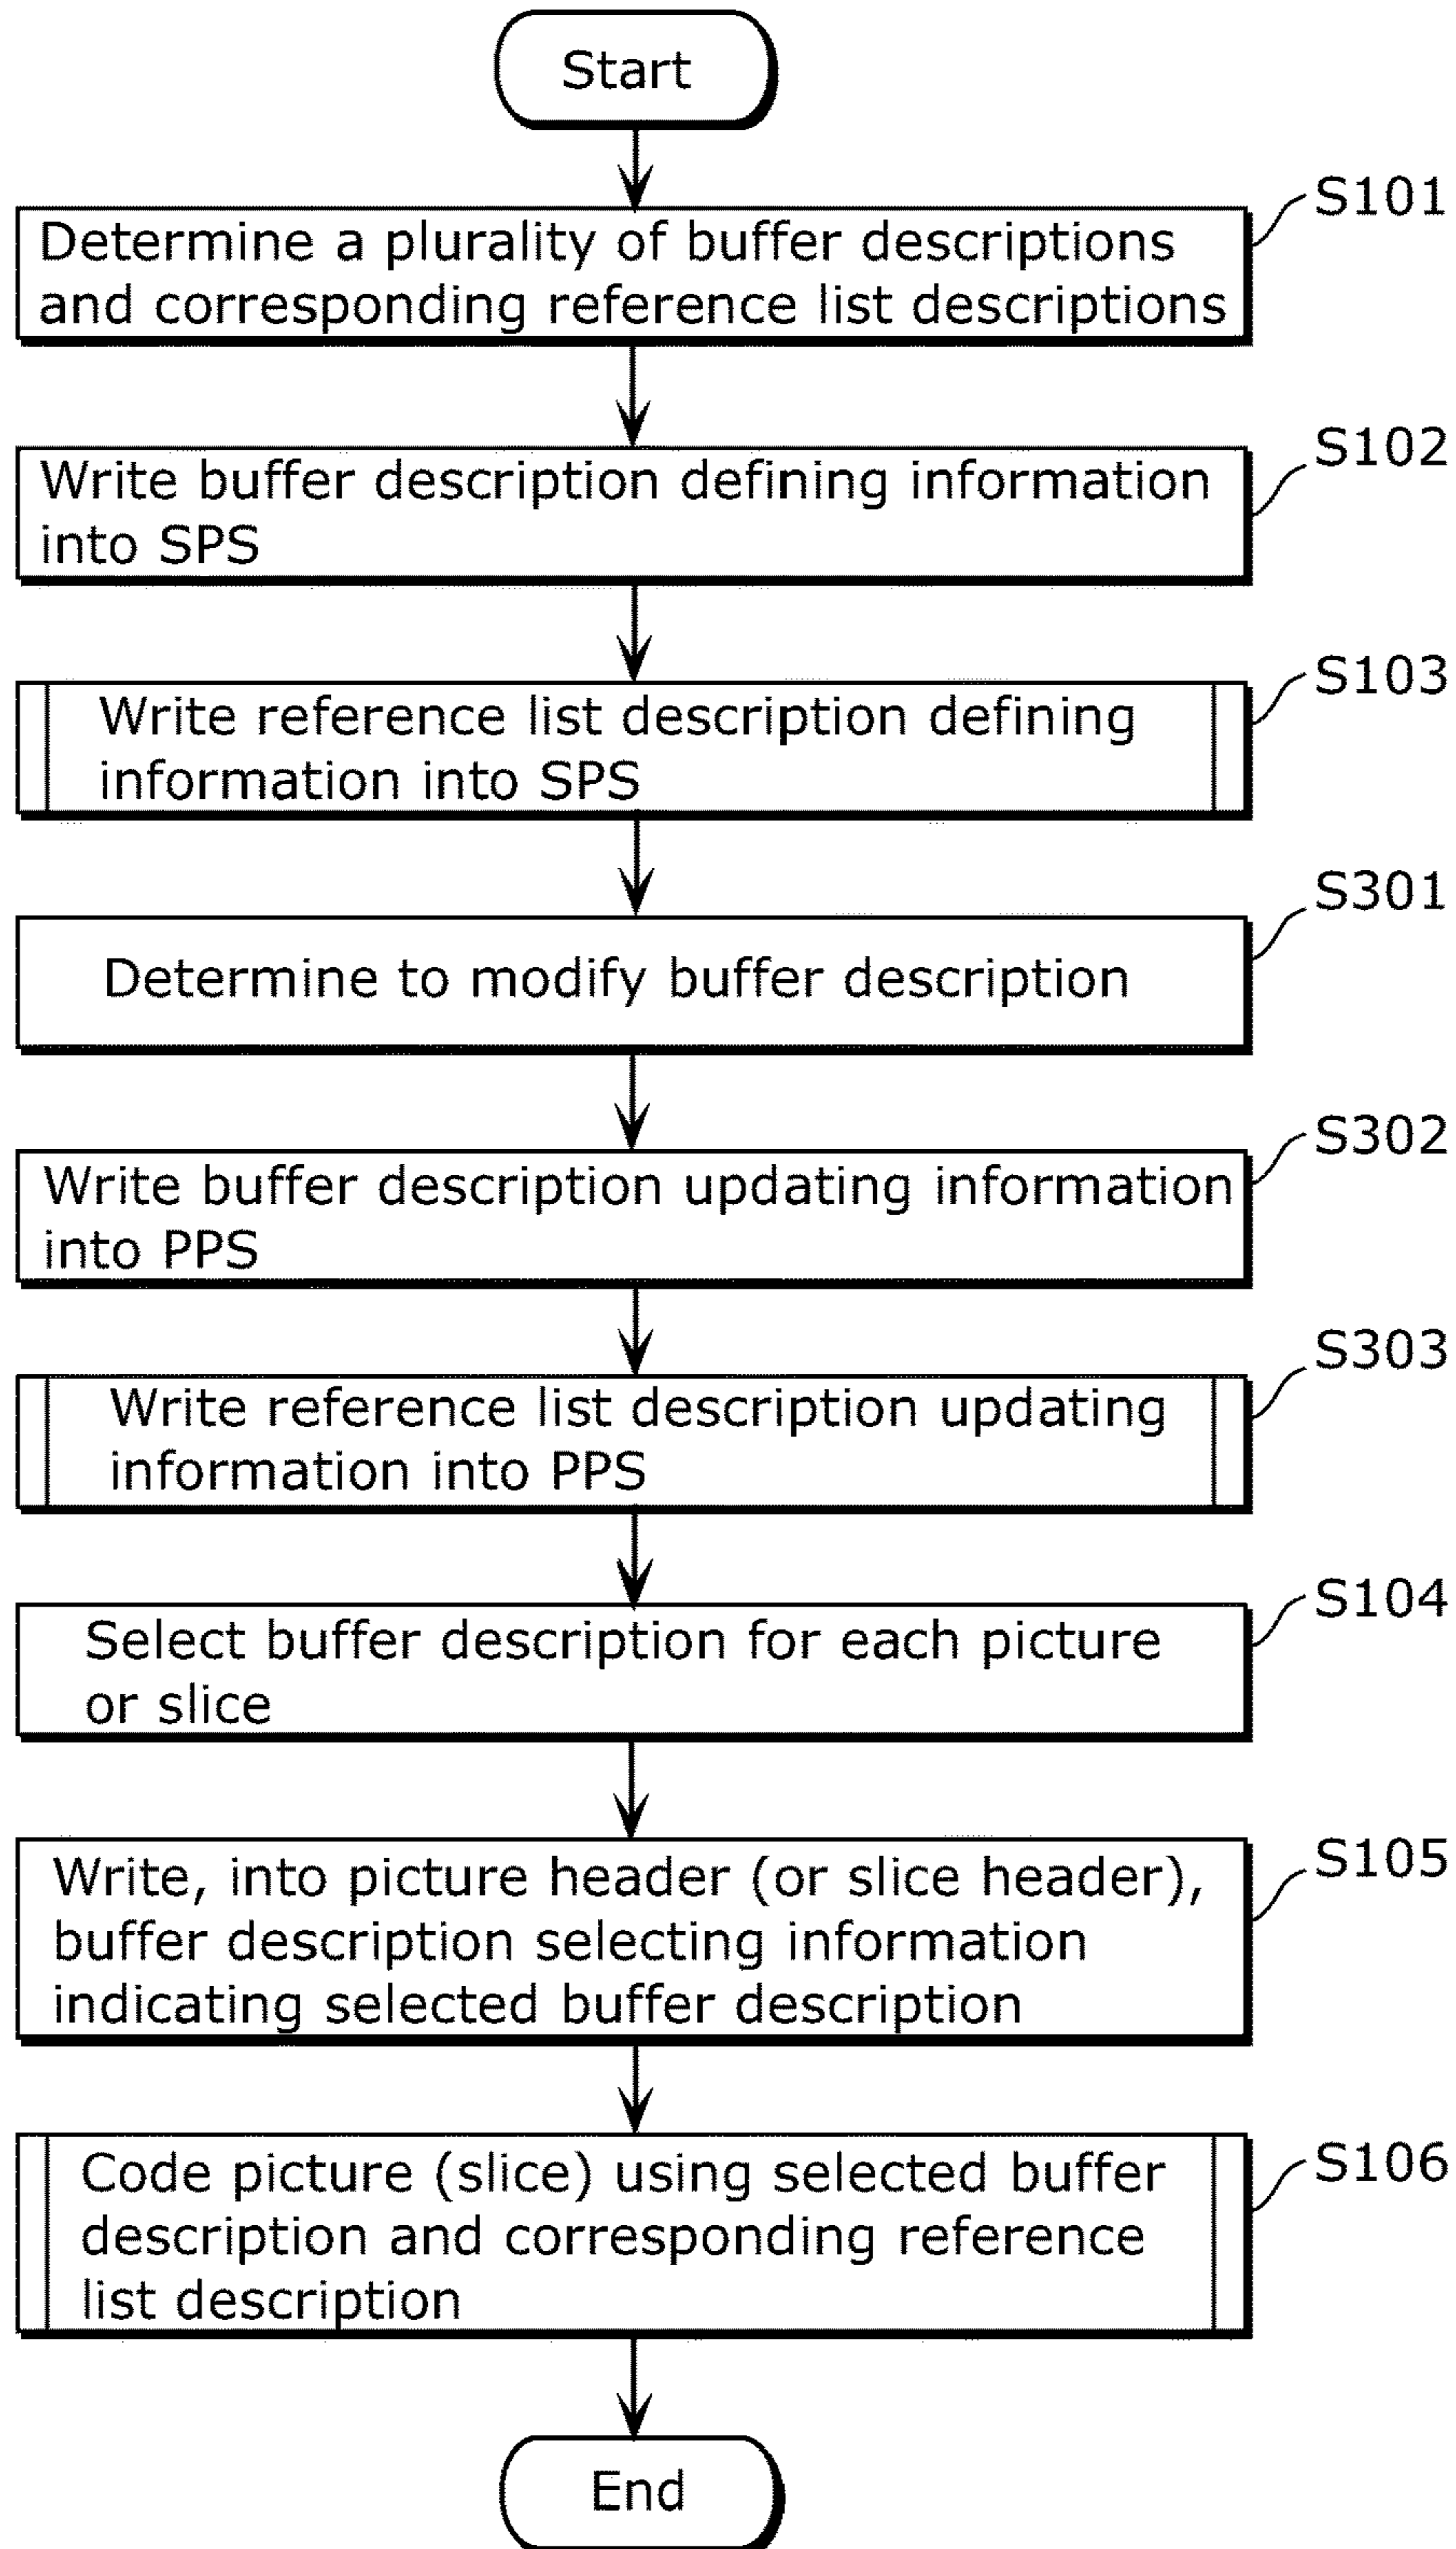 Start
S101
Determine a plurality of buffer descriptions
and corresponding reference list descriptions
S102
Write buffer description defining information
into SPS
S103
Write reference list description defining
information into SPS
S301
Determine to modify buffer description
S302
Write buffer description updating information
into PPS
S303
Write reference list description updating
information into PPS
S104
Select buffer description for each picture
or slice
S105
Write, into picture header (or slice header),
buffer description selecting information
indicating selected buffer description
S106
Code picture (slice) using selected buffer
description and corresponding reference
list description
End